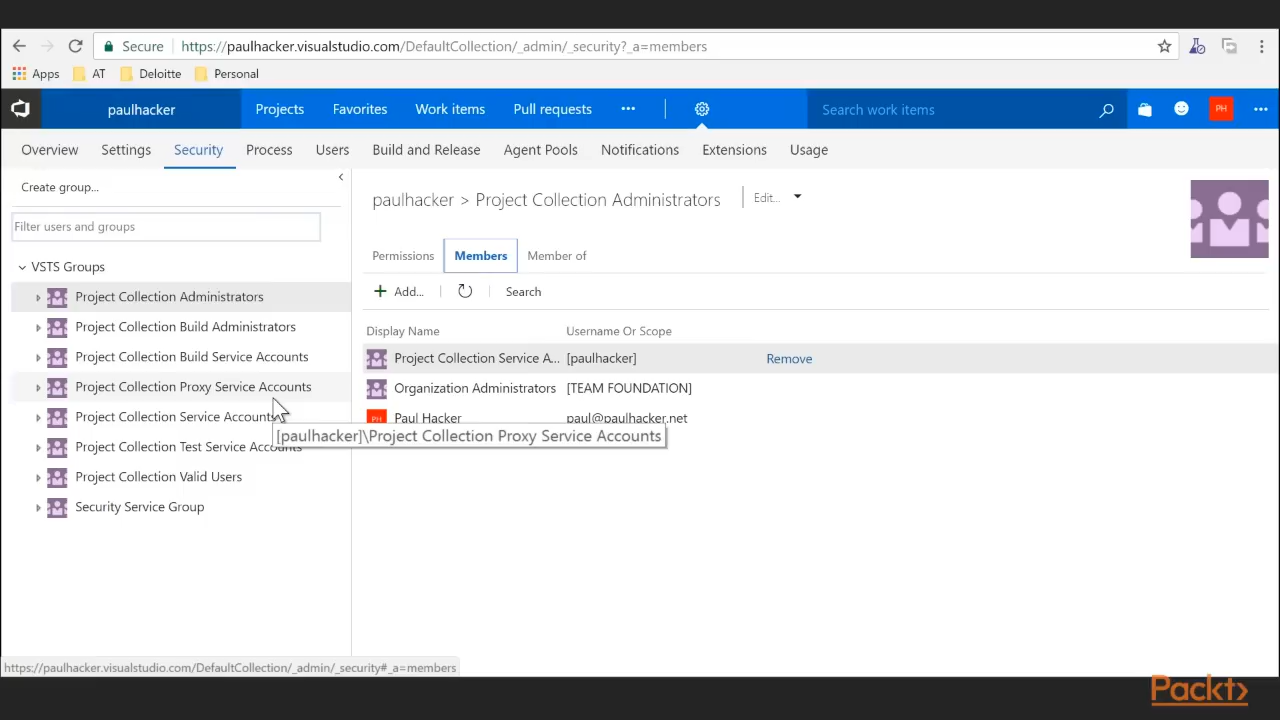 Secure https://paulhacker.visualstudio.com/DefaultCollection/_admin/_security?_a=members
Apps AT Deloitte Personal
paulhacker Projects Favorites Work items Pull requests ... Search work items PH ...
Overview Settings Security Process Users Build and Release Agent Pools Notifications Extensions Usage
Create group...
Filter users and groups
VSTS Groups
Project Collection Administrators
Project Collection Build Administrators
Project Collection Build Service Accounts
Project Collection Proxy Service Accounts
Project Collection Service Accounts
Project Collection Test Service Accounts
Project Collection Valid Users
Security Service Group
paulhacker > Project Collection Administrators Edit...
Permissions Members Member of
+ Add... Search
Display Name Username Or Scope
Project Collection Service A... [paulhacker] Remove
Organization Administrators [TEAM FOUNDATION]
PH Paul Hacker paul@paulhacker.net
[paulhacker]\Project Collection Proxy Service Accounts
https://paulhacker.visualstudio.com/DefaultCollection/_admin/_security#_a=members
Packt>